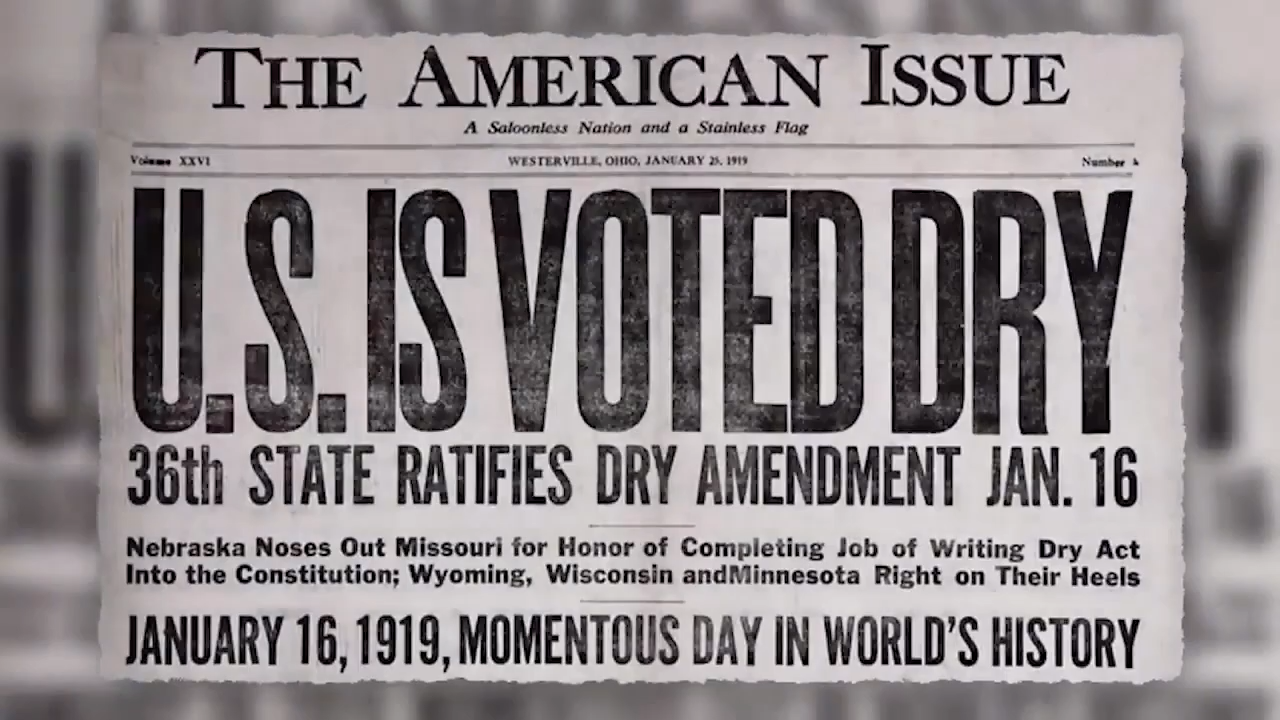 THE AMERICAN ISSUE
A Saloonless Nation and a Stainless Flag
Volume XXVI WESTERVILLE, OHIO, JANUARY 25, 1919 Number 4
U.S. IS VOTED DRY
36th STATE RATIFIES DRY AMENDMENT JAN. 16
Nebraska Noses Out Missouri for Honor of Completing Job of Writing Dry Act
Into the Constitution; Wyoming, Wisconsin andMinnesota Right on Their Heels
JANUARY 16, 1919, MOMENTOUS DAY IN WORLD'S HISTORY